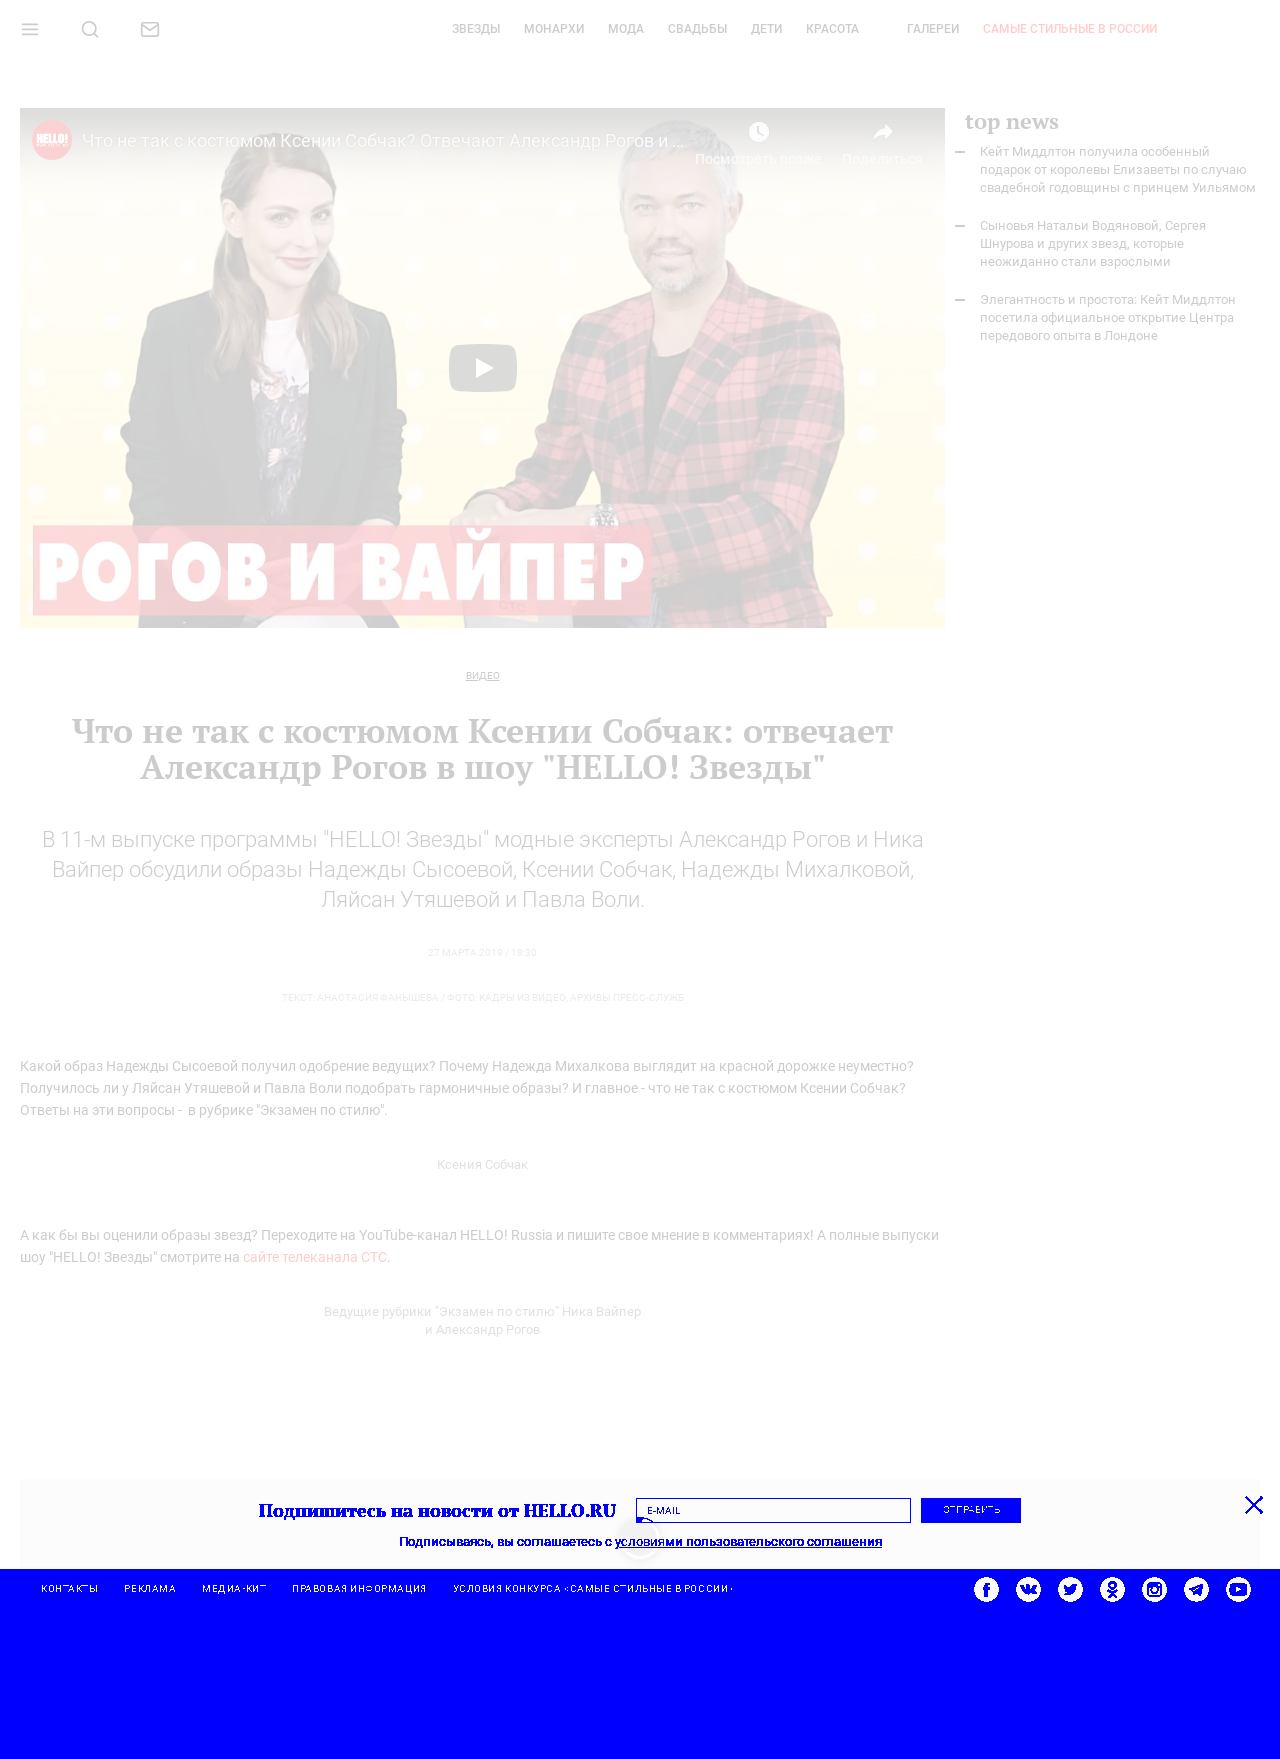 ЗВЕЗДЫ МОНАРХИ МОДА СВАДЬБЫ ДЕТИ КРАСОТА ГАЛЕРЕИ САМЫЕ СТИЛЬНЫЕ В РОССИИ
HELLO!
Что не так с костюмом Ксении Собчак? Отвечают Александр Рогов и ...
Посмотреть позже Поделиться
РОГОВ И ВАЙПЕР
top news
Кейт Миддлтон получила особенный
подарок от королевы Елизаветы по случаю
свадебной годовщины с принцем Уильямом
Сыновья Натальи Водяновой, Сергея
Шнурова и других звезд, которые
неожиданно стали взрослыми
Элегантность и простота: Кейт Миддлтон
посетила официальное открытие Центра
передового опыта в Лондоне
ВИДЕО
Что не так с костюмом Ксении Собчак: отвечает
Александр Рогов в шоу "HELLO! Звезды"
В 11-м выпуске программы "HELLO! Звезды" модные эксперты Александр Рогов и Ника
Вайпер обсудили образы Надежды Сысоевой, Ксении Собчак, Надежды Михалковой,
Ляйсан Утяшевой и Павла Воли.
27 МАРТА 2019 / 18:30
ТЕКСТ: АНАСТАСИЯ ФАНЫШЕВА / ФОТО: КАДРЫ ИЗ ВИДЕО, АРХИВЫ ПРЕСС-СЛУЖБ
Какой образ Надежды Сысоевой получил одобрение ведущих? Почему Надежда Михалкова выглядит на красной дорожке неуместно?
Получилось ли у Ляйсан Утяшевой и Павла Воли подобрать гармоничные образы? И главное - что не так с костюмом Ксении Собчак?
Ответы на эти вопросы - в рубрике "Экзамен по стилю".
Ксения Собчак
А как бы вы оценили образы звезд? Переходите на YouTube-канал HELLO! Russia и пишите свое мнение в комментариях! А полные выпуски
шоу "HELLO! Звезды" смотрите на сайте телеканала СТС.
Ведущие рубрики "Экзамен по стилю" Ника Вайпер
и Александр Рогов
Подпишитесь на новости от HELLO.RU
E-MAIL
ОТПРАВИТЬ
Подписываясь, вы соглашаетесь с условиями пользовательского соглашения
КОНТАКТЫ РЕКЛАМА МЕДИА-КИТ ПРАВОВАЯ ИНФОРМАЦИЯ УСЛОВИЯ КОНКУРСА «САМЫЕ СТИЛЬНЫЕ В РОССИИ»